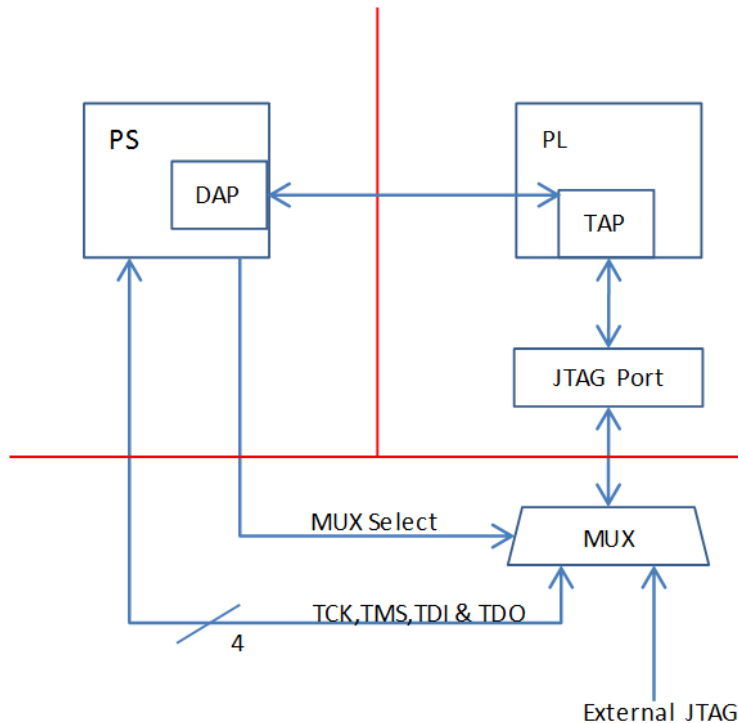 PS
PL
DAP
TAP
JTAG Port
MUX Select
MUX
TCK,TMS,TDI & TDO
4
External JTAG